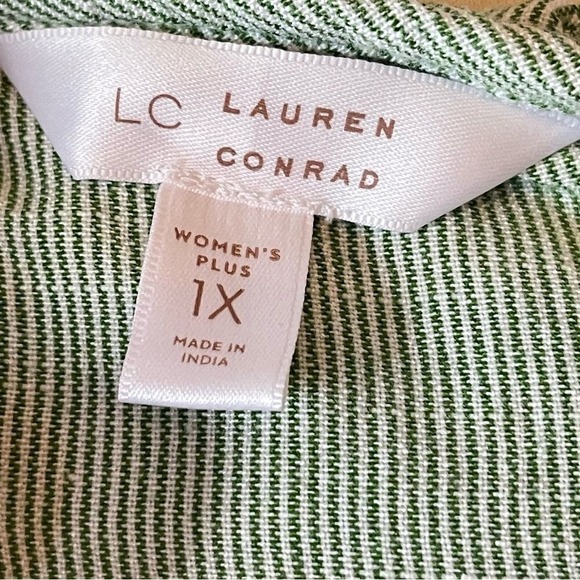 LC LAUREN
CONRAD
WOMEN'S
PLUS
1X
MADE IN
INDIA